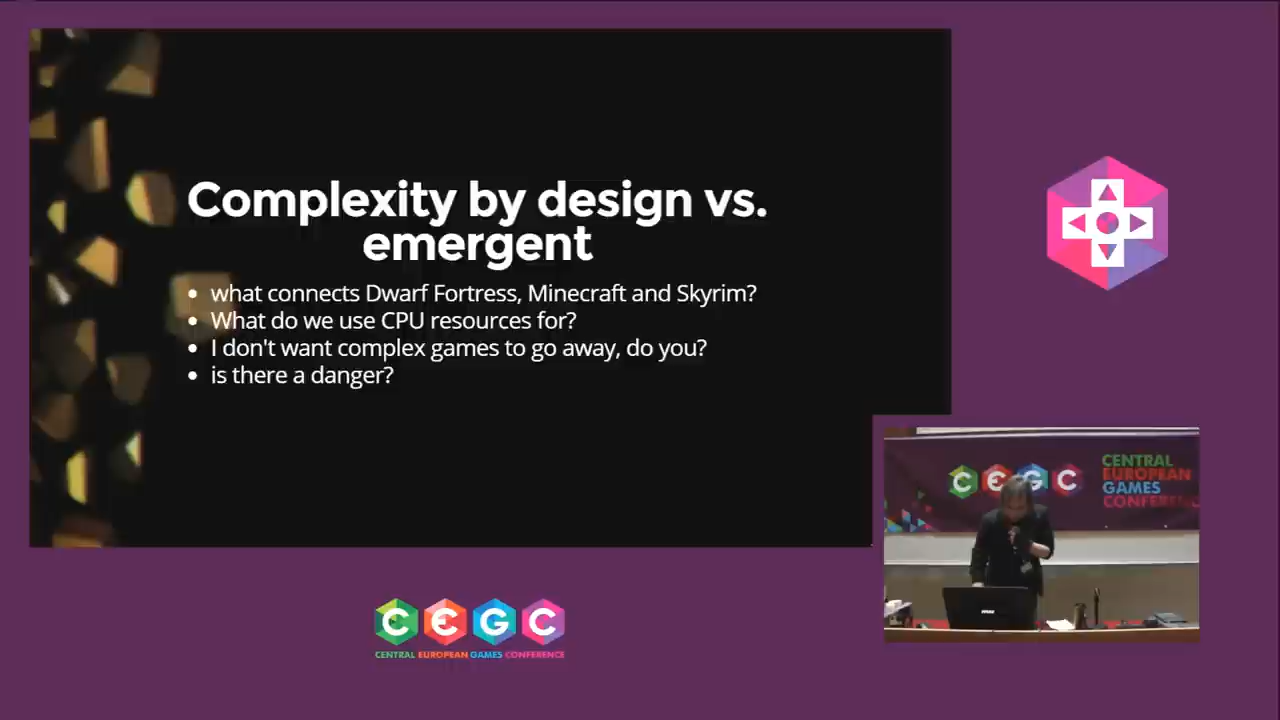 Complexity by design vs.
emergent
what connects Dwarf Fortress, Minecraft and Skyrim?
What do we use CPU resources for?
I don't want complex games to go away, do you?
is there a danger?
C E G C
CENTRAL
EUROPEAN
GAMES
CONFERENC
C E G C
CENTRAL EUROPEAN GAMES CONFERENCE